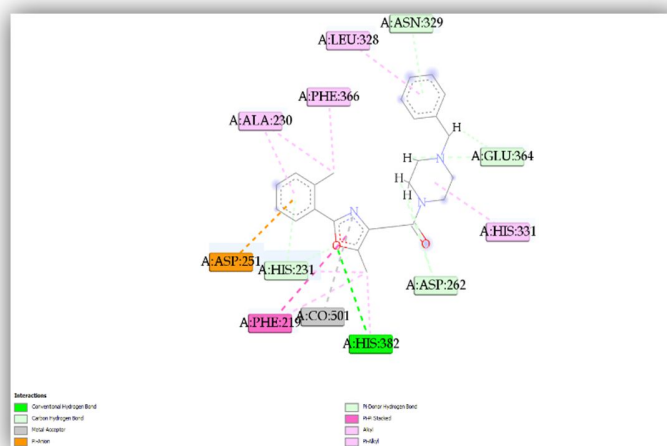 A:ASN:329
A:LEU:328
A:PHE:366
A:ALA:230
H
A:GLU:364
H
H
N
H
N
N
A:HIS:331
A:ASP:251
A:HIS:231
O
O
A:ASP:262
A:PHE:219
A:CO:501
A:HIS:382
Interactions
Conventional Hydrogen Bond
Carbon Hydrogen Bond
Metal-Acceptor
Pi-Anion
Pi-Donor Hydrogen Bond
Pi-Pi Stacked
Alkyl
Pi-Alkyl